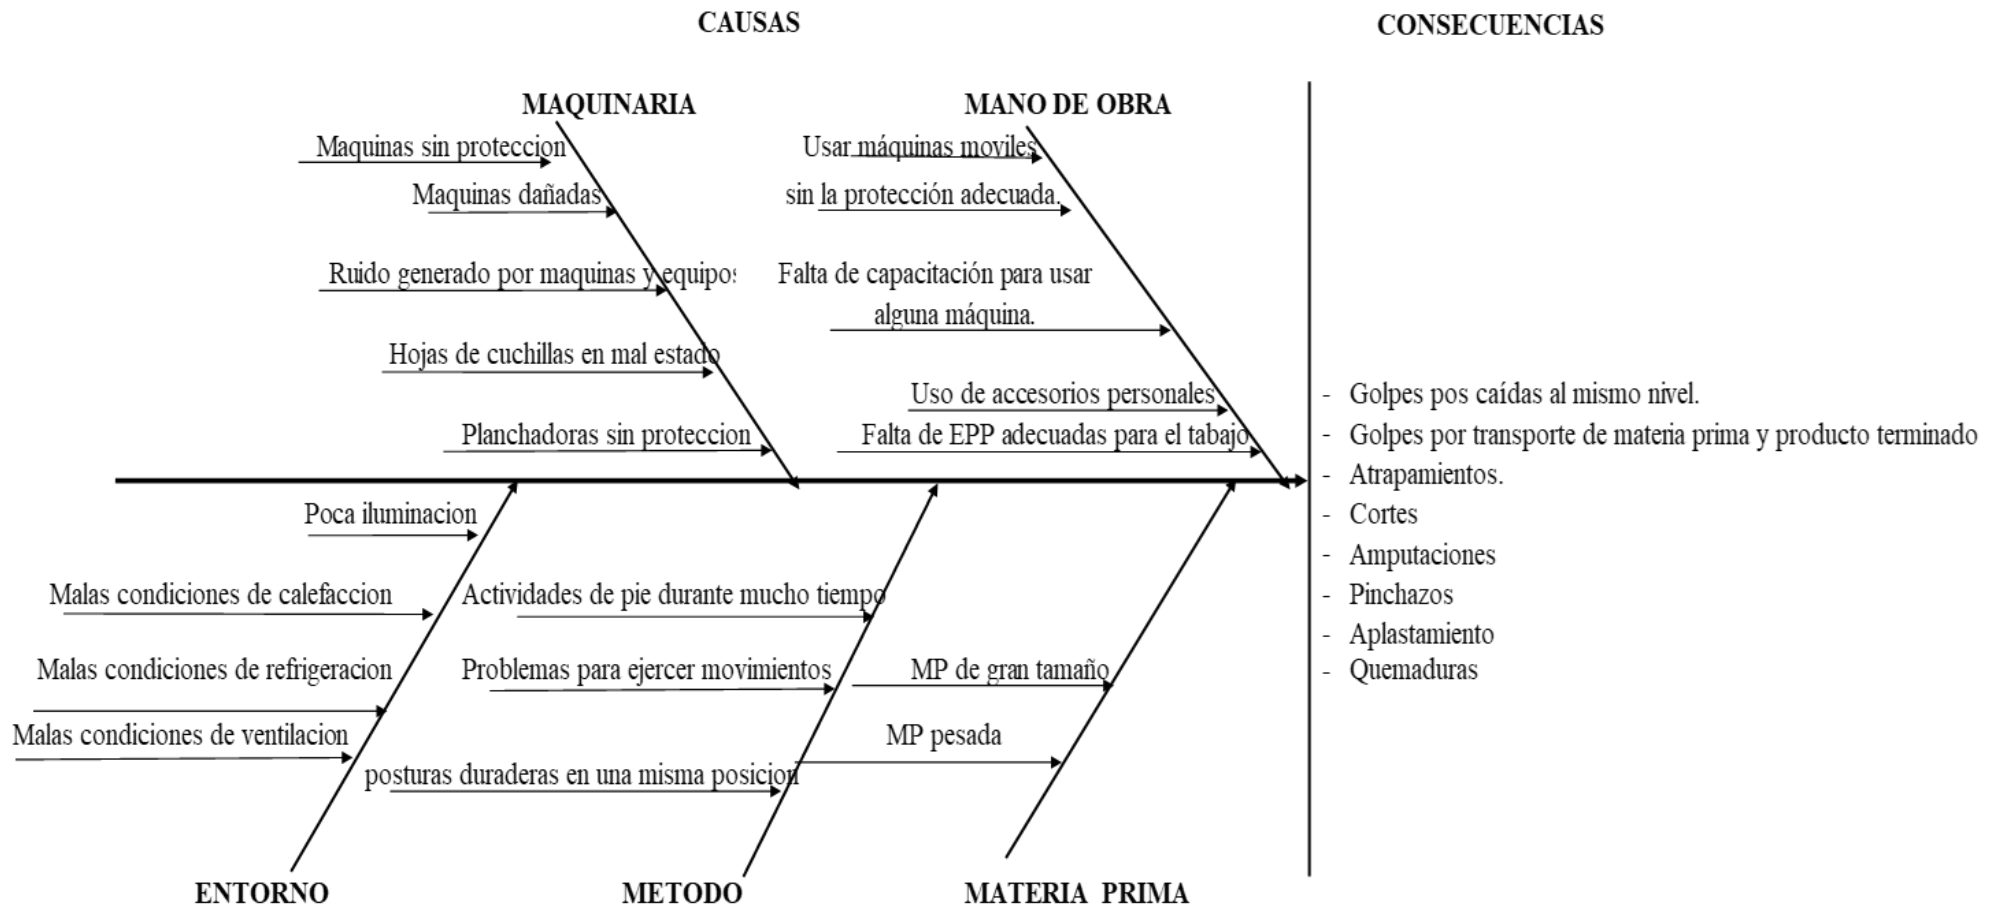 CAUSAS
CONSECUENCIAS
MAQUINARIA
Maquinas sin proteccion
Maquinas dañadas
Ruido generado por maquinas y equipos
Hojas de cuchillas en mal estado
Planchadoras sin proteccion
MANO DE OBRA
Usar máquinas moviles
sin la protección adecuada.
Falta de capacitación para usar
alguna máquina.
Uso de accesorios personales
Falta de EPP adecuadas para el tabajo
Poca iluminacion
Malas condiciones de calefaccion
Malas condiciones de refrigeracion
Malas condiciones de ventilacion
ENTORNO
Actividades de pie durante mucho tiempo
Problemas para ejercer movimientos
posturas duraderas en una misma posicion
METODO
MP de gran tamaño
MP pesada
MATERIA PRIMA
- Golpes pos caídas al mismo nivel.
- Golpes por transporte de materia prima y producto terminado
- Atrapamientos.
- Cortes
- Amputaciones
- Pinchazos
- Aplastamiento
- Quemaduras